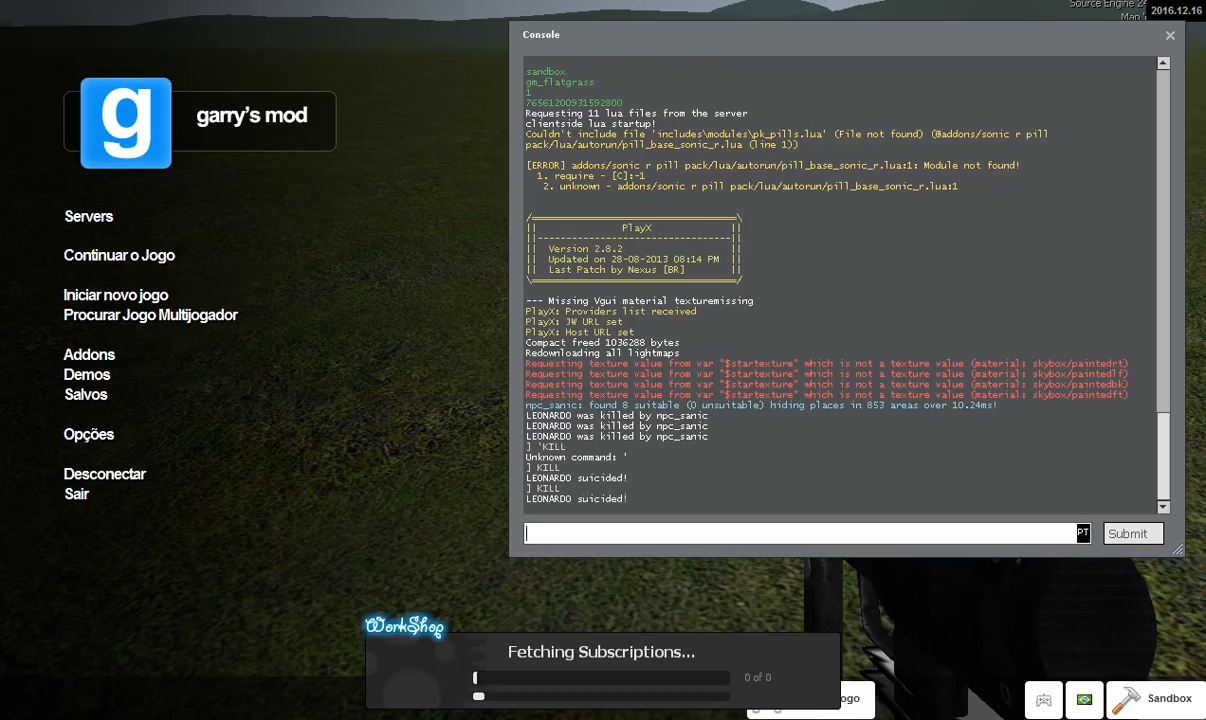 Source Engine 24
Man
2016.12.16
Console
garry's mod
Servers
Continuar o Jogo
Iniciar novo jogo
Procurar Jogo Multijogador
Addons
Demos
Salvos
Opções
Desconectar
Sair
sandbox
gm_flatgrass
1
76561200931592800
Requesting 11 lua files from the server
clientside lua startup!
Couldn't include file 'includes\modules\pk_pills.lua' (File not found) (@addons/sonic r pill
pack/lua/autorun/pill_base_sonic_r.lua (line 1))
[ERROR] addons/sonic r pill pack/lua/autorun/pill_base_sonic_r.lua:1: Module not found!
1. require - [C]:-1
2. unknown - addons/sonic r pill pack/lua/autorun/pill_base_sonic_r.lua:1
/=====================================\
|| PlayX ||
||----------------------------------||
|| Version 2.8.2 ||
|| Updated on 28-08-2013 08:14 PM ||
|| Last Patch by Nexus [BR] ||
\=====================================/
--- Missing Vgui material texturemissing
PlayX: Providers list received
PlayX: JW URL set
PlayX: Host URL set
Compact freed 1036288 bytes
Redownloading all lightmaps
Requesting texture value from var "$startexture" which is not a texture value (material: skybox/paintedrt)
Requesting texture value from var "$startexture" which is not a texture value (material: skybox/paintedlf)
Requesting texture value from var "$startexture" which is not a texture value (material: skybox/paintedbk)
Requesting texture value from var "$startexture" which is not a texture value (material: skybox/paintedft)
npc_sanic: found 8 suitable (0 unsuitable) hiding places in 853 areas over 10.24ms!
LEONARDO was killed by npc_sanic
LEONARDO was killed by npc_sanic
LEONARDO was killed by npc_sanic
] 'KILL
Unknown command: '
] KILL
LEONARDO suicided!
] KILL
LEONARDO suicided!
PT
Submit
WorkShop
Fetching Subscriptions...
0 of 0
ogo
Sandbox